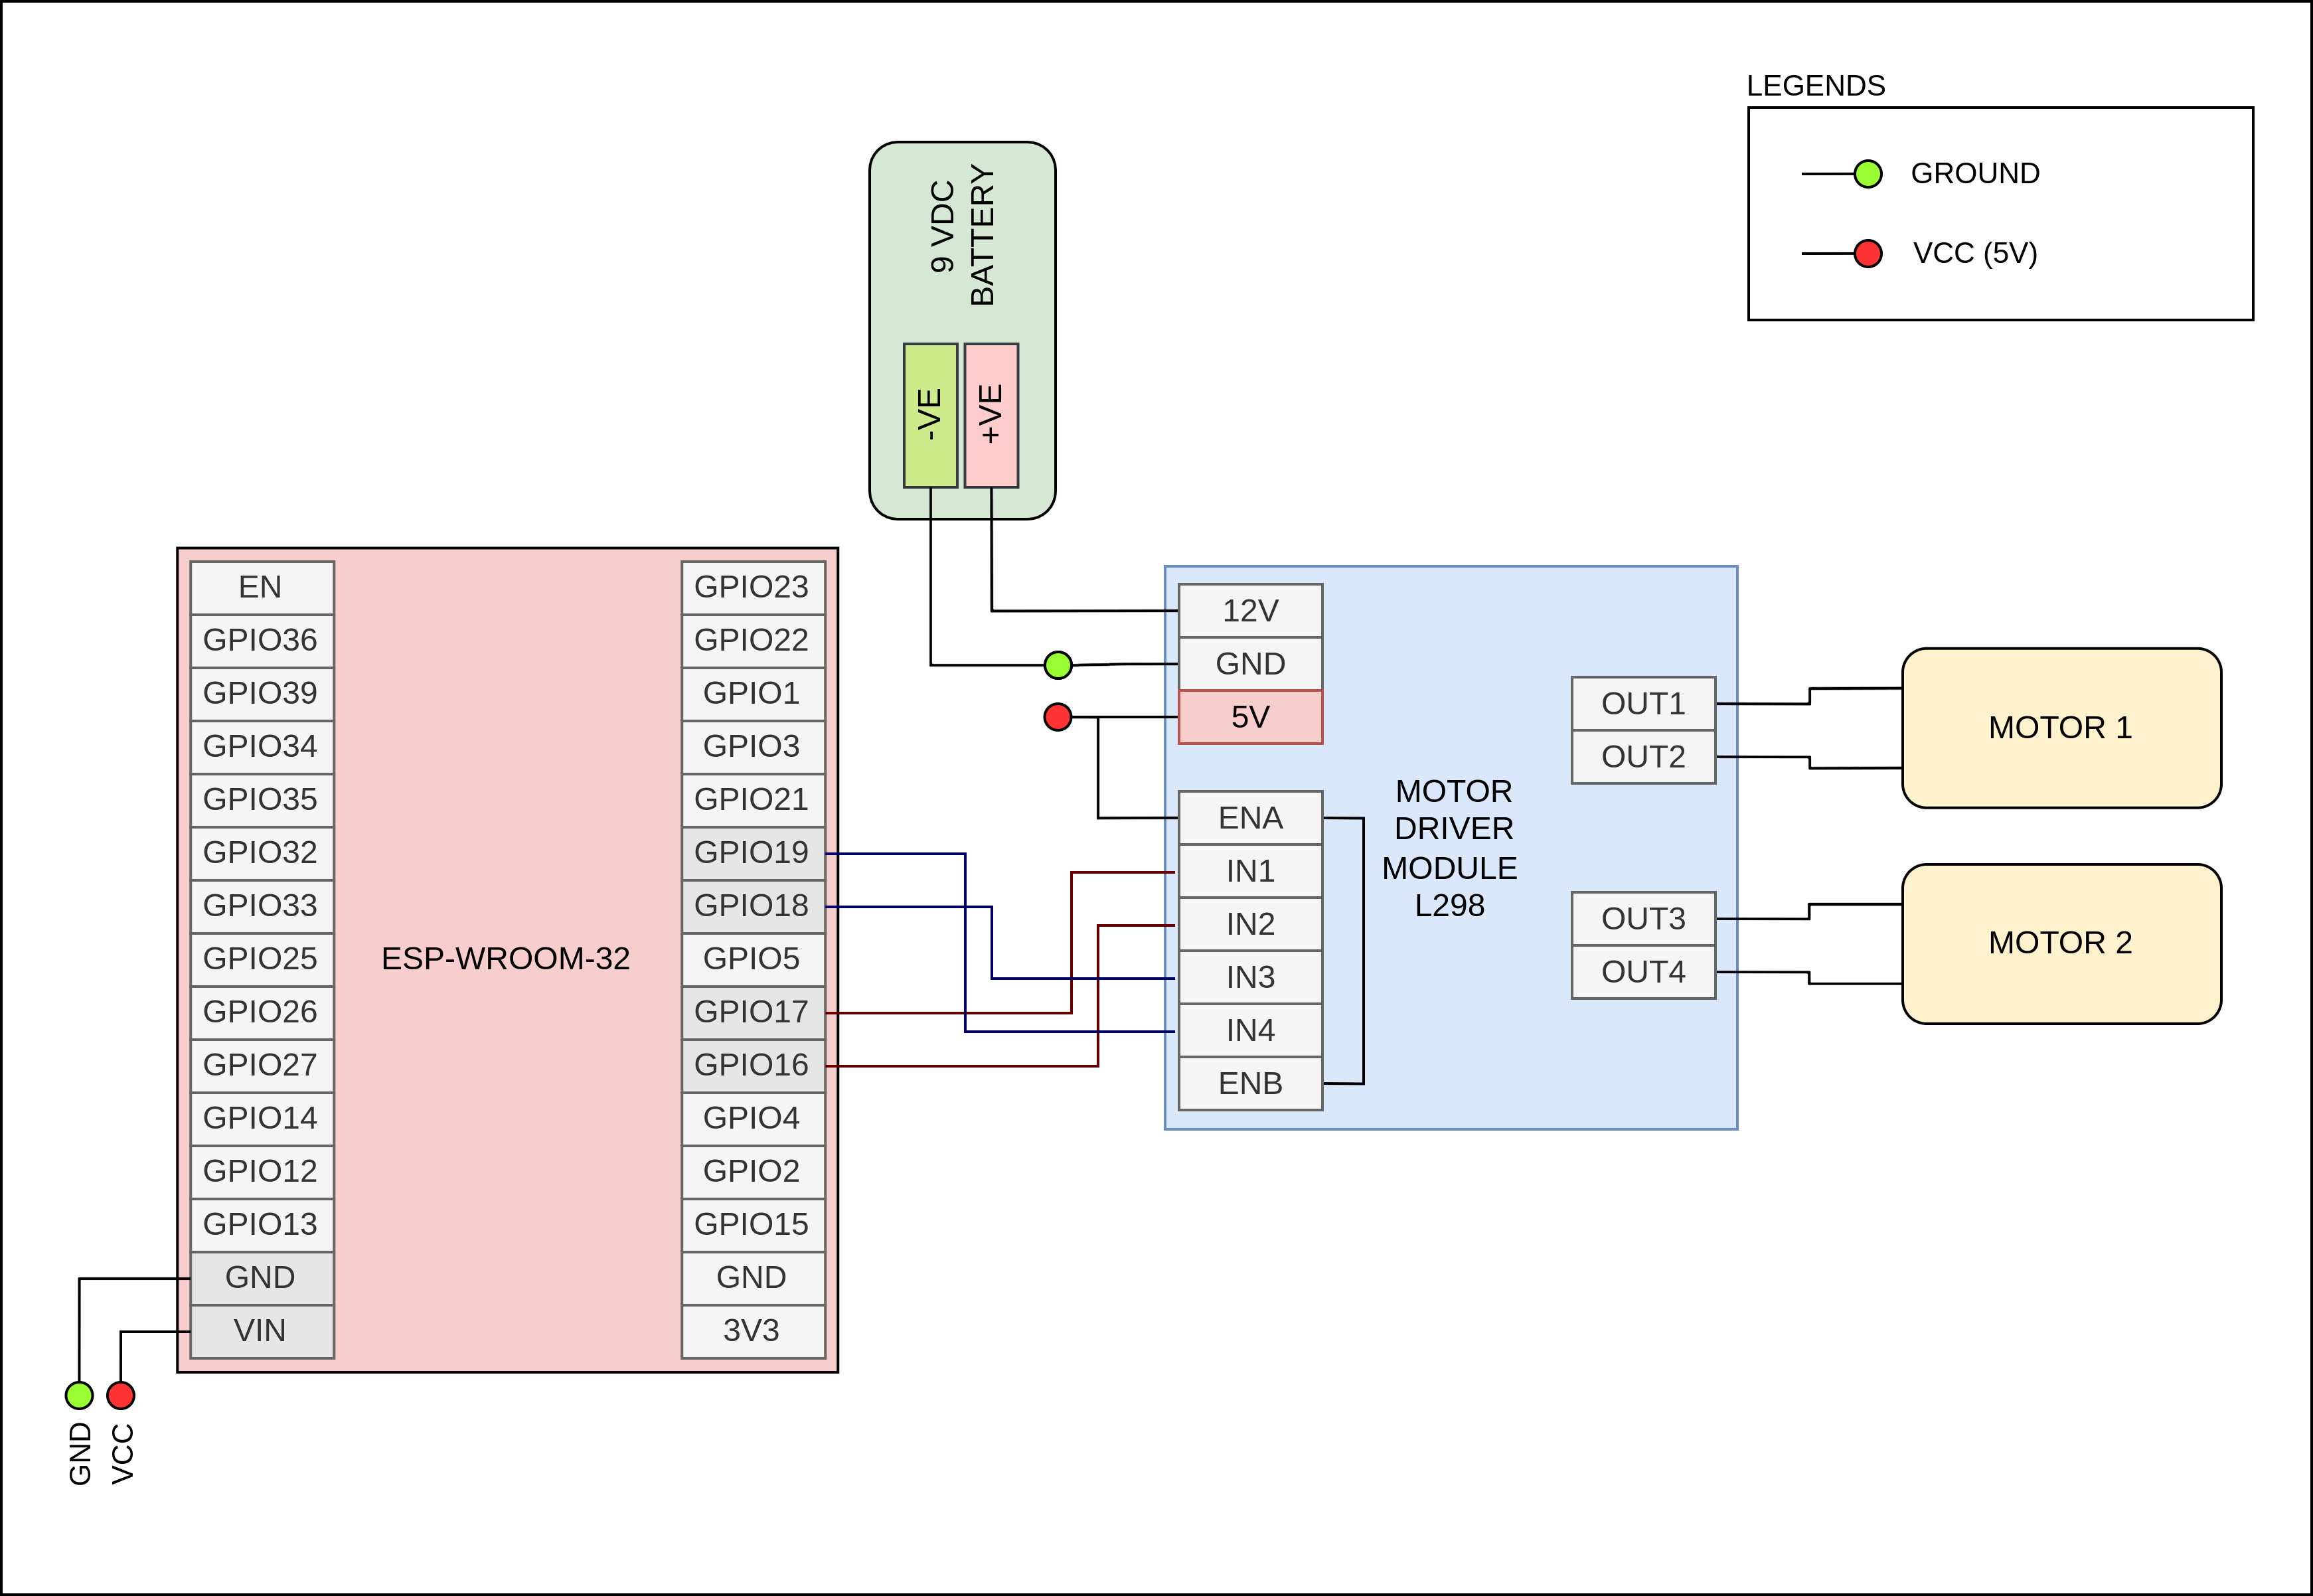 LEGENDS
GROUND
VCC (5V)
9 VDC
BATTERY
-VE
+VE
EN
GPIO36
GPIO39
GPIO34
GPIO35
GPIO32
GPIO33
GPIO25
GPIO26
GPIO27
GPIO14
GPIO12
GPIO13
GND
VIN
ESP-WROOM-32
GPIO23
GPIO22
GPIO1
GPIO3
GPIO21
GPIO19
GPIO18
GPIO5
GPIO17
GPIO16
GPIO4
GPIO2
GPIO15
GND
3V3
GND
VCC
12V
GND
5V
ENA
IN1
IN2
IN3
IN4
ENB
MOTOR
DRIVER
MODULE
L298
OUT1
OUT2
OUT3
OUT4
MOTOR 1
MOTOR 2